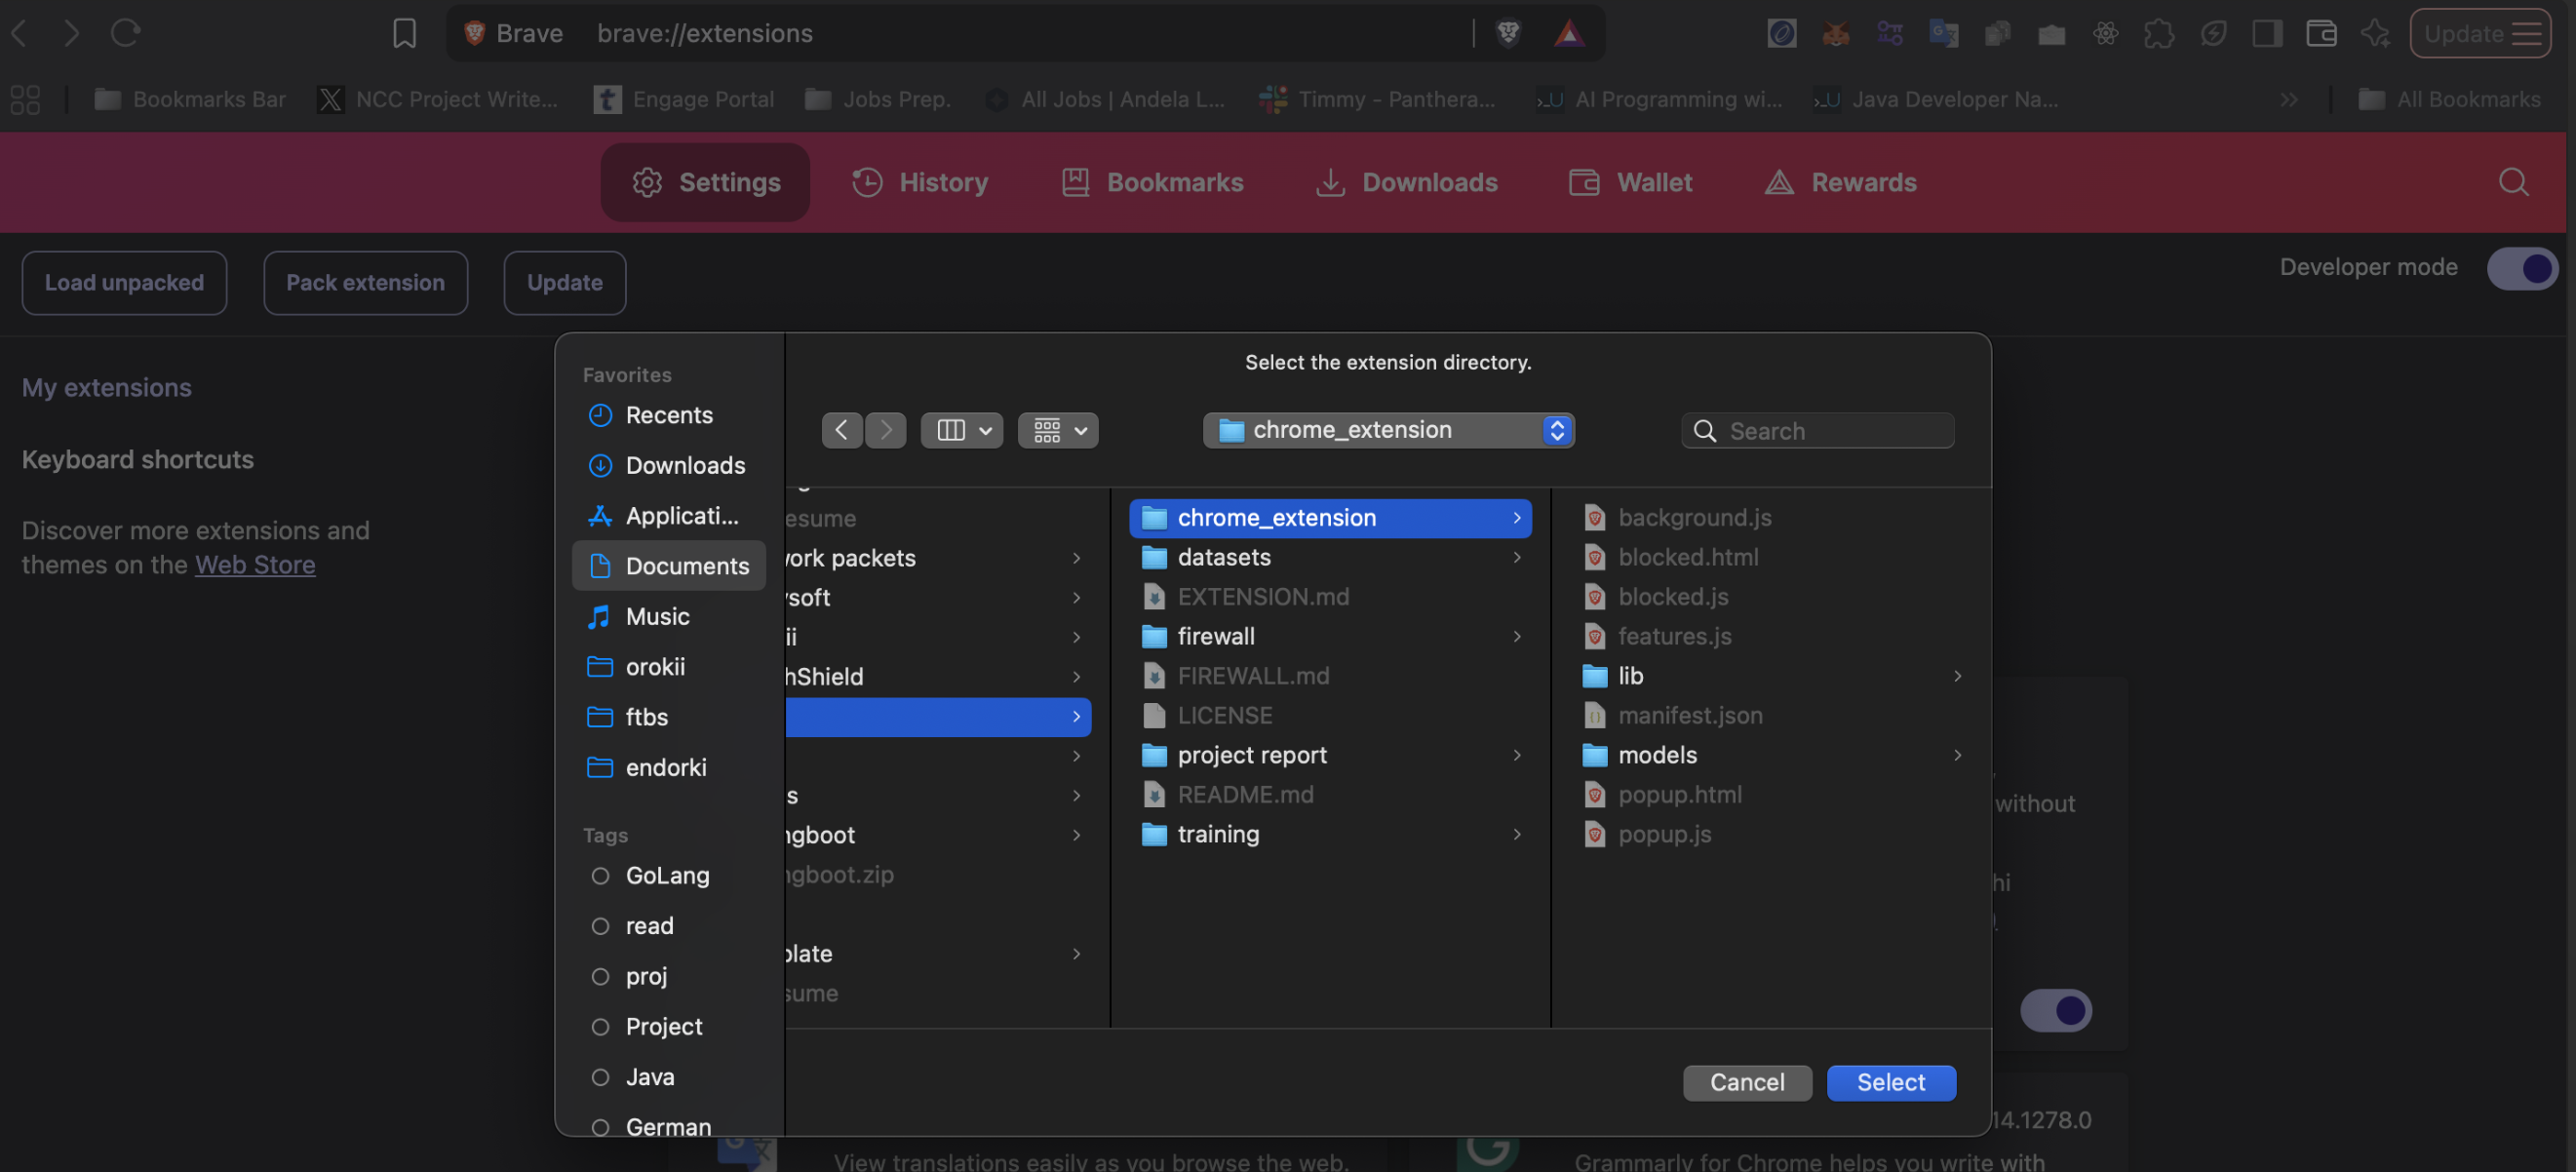 Brave brave://extensions
Update
Bookmarks Bar NCC Project Write... Engage Portal Jobs Prep. All Jobs | Andela L... Timmy - Panthera... AI Programming wi... Java Developer Na... » All Bookmarks
Settings History Bookmarks Downloads Wallet Rewards
Load unpacked Pack extension Update
Developer mode
My extensions
Keyboard shortcuts
Discover more extensions and
themes on the Web Store
Select the extension directory.
chrome_extension
Search
Favorites
Recents
Downloads
Applicati...
Documents
Music
orokii
ftbs
endorki
Tags
GoLang
read
proj
Project
Java
German
esume
ork packets
soft
ii
hShield
s
ngboot
ngboot.zip
plate
sume
chrome_extension
datasets
EXTENSION.md
firewall
FIREWALL.md
LICENSE
project report
README.md
training
background.js
blocked.html
blocked.js
features.js
lib
manifest.json
models
popup.html
popup.js
Cancel Select
without
hi
14.1278.0
View translations easily as you browse the web.
Grammarly for Chrome helps you write with